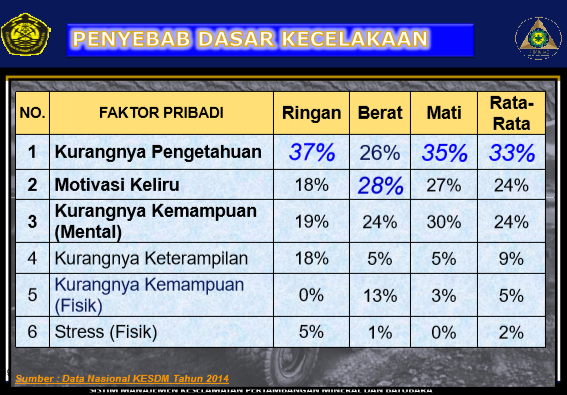 PENYEBAB DASAR KECELAKAAN
NO. FAKTOR PRIBADI Ringan Berat Mati Rata-Rata
1 Kurangnya Pengetahuan 37% 26% 35% 33%
2 Motivasi Keliru 18% 28% 27% 24%
3 Kurangnya Kemampuan (Mental) 19% 24% 30% 24%
4 Kurangnya Keterampilan 18% 5% 5% 9%
5 Kurangnya Kemampuan (Fisik) 0% 13% 3% 5%
6 Stress (Fisik) 5% 1% 0% 2%
Sumber : Data Nasional KESDM Tahun 2014
SISTIM MANAJEMEN KESELAMATAN PERTAMBANGAN MINERAL DAN BATUBARA